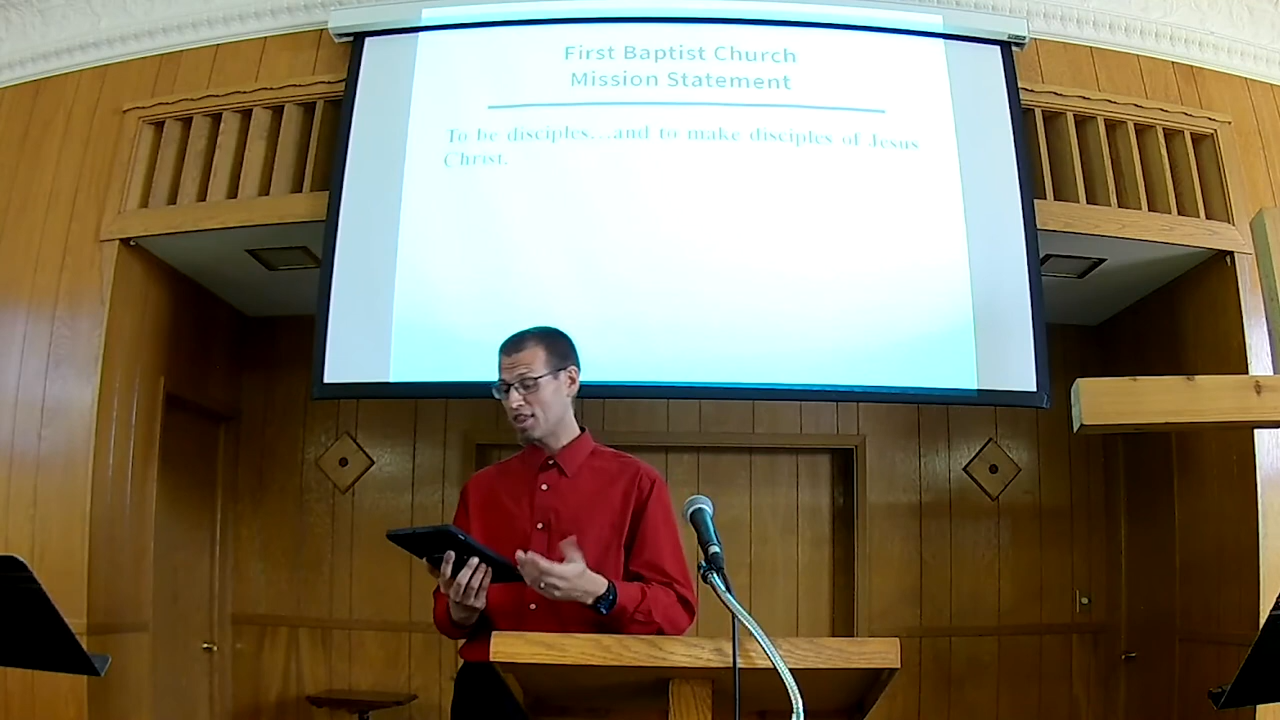 First Baptist Church
Mission Statement
To be disciples...and to make disciples of Jesus
Christ.